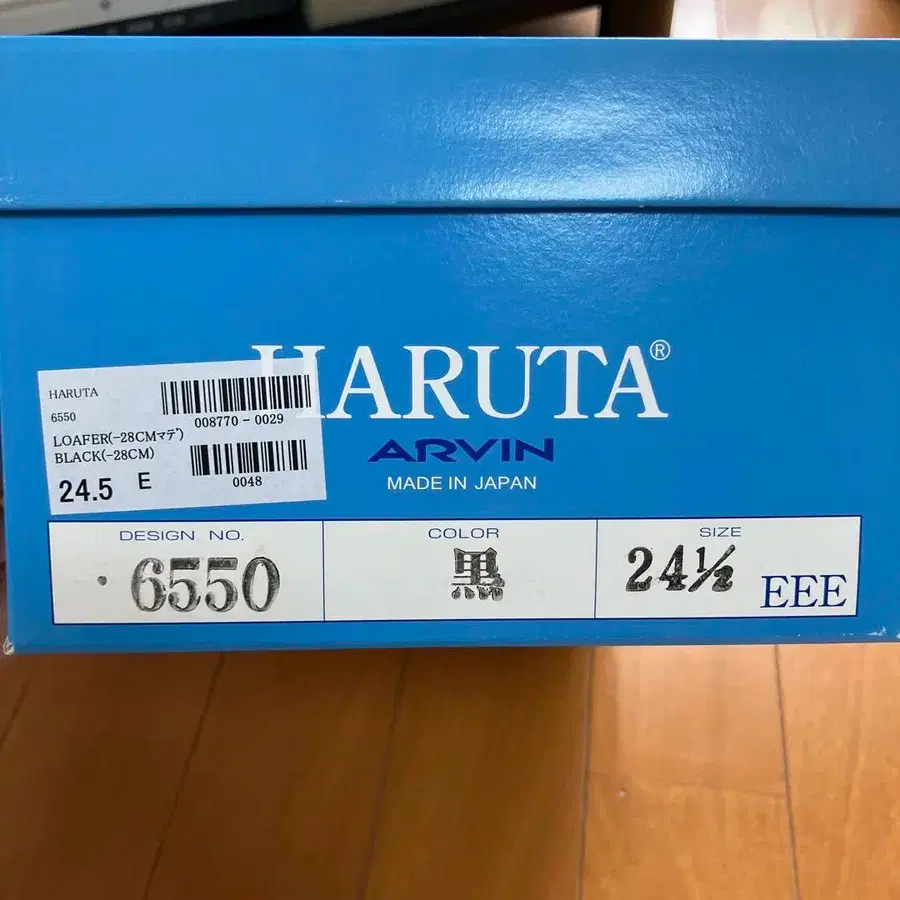 HARUTA®
ARVIN
MADE IN JAPAN
HARUTA
6550
008770-0029
LOAFER(-28CMマデ)
BLACK(-28CM)
24.5 E
0048
DESIGN NO. COLOR SIZE
6550 黒 24½ EEE